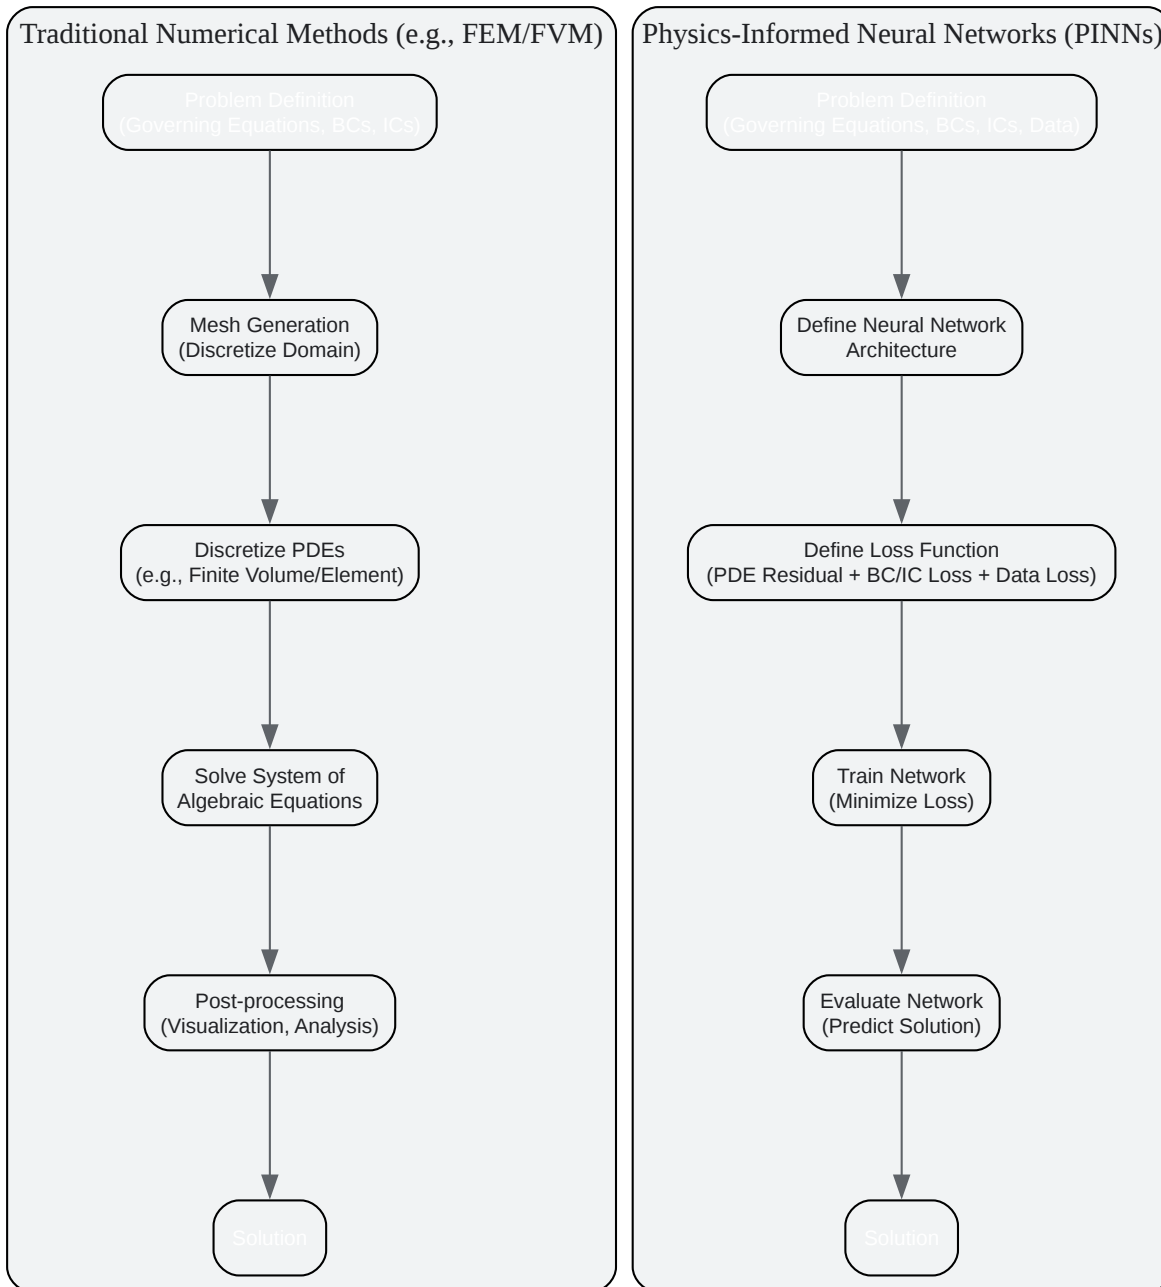 Traditional Numerical Methods (e.g., FEM/FVM)
Problem Definition
(Governing Equations, BCs, ICs)
Mesh Generation
(Discretize Domain)
Discretize PDEs
(e.g., Finite Volume/Element)
Solve System of
Algebraic Equations
Post-processing
(Visualization, Analysis)
Solution
Physics-Informed Neural Networks (PINNs)
Problem Definition
(Governing Equations, BCs, ICs, Data)
Define Neural Network
Architecture
Define Loss Function
(PDE Residual + BC/IC Loss + Data Loss)
Train Network
(Minimize Loss)
Evaluate Network
(Predict Solution)
Solution